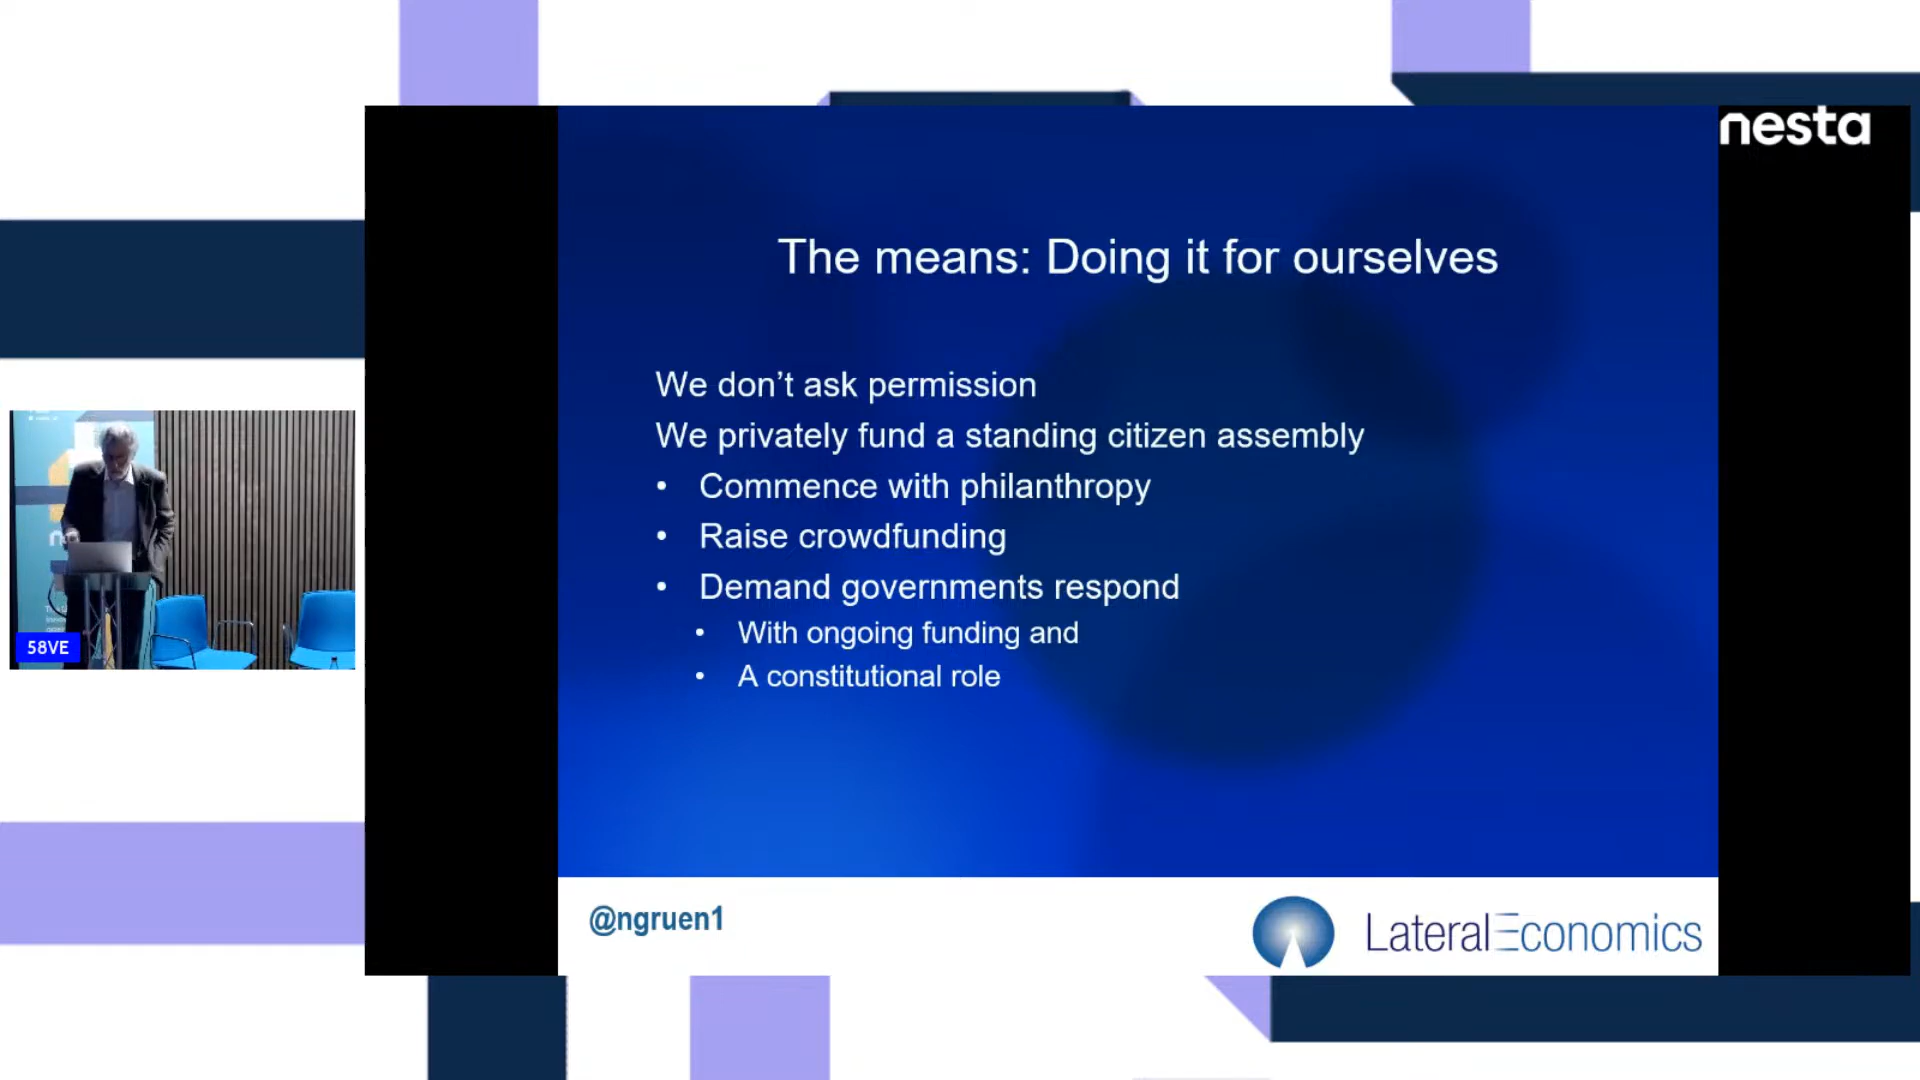 nesta
The means: Doing it for ourselves
We don’t ask permission
We privately fund a standing citizen assembly
• Commence with philanthropy
• Raise crowdfunding
• Demand governments respond
• With ongoing funding and
• A constitutional role
58VE
@ngruen1
LateralEconomics